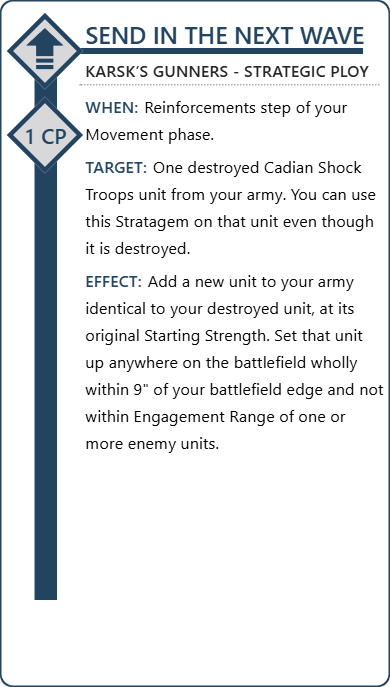 SEND IN THE NEXT WAVE
KARSK'S GUNNERS - STRATEGIC PLOY
1 CP
WHEN: Reinforcements step of your
Movement phase.
TARGET: One destroyed Cadian Shock
Troops unit from your army. You can use
this Stratagem on that unit even though
it is destroyed.
EFFECT: Add a new unit to your army
identical to your destroyed unit, at its
original Starting Strength. Set that unit
up anywhere on the battlefield wholly
within 9" of your battlefield edge and not
within Engagement Range of one or
more enemy units.